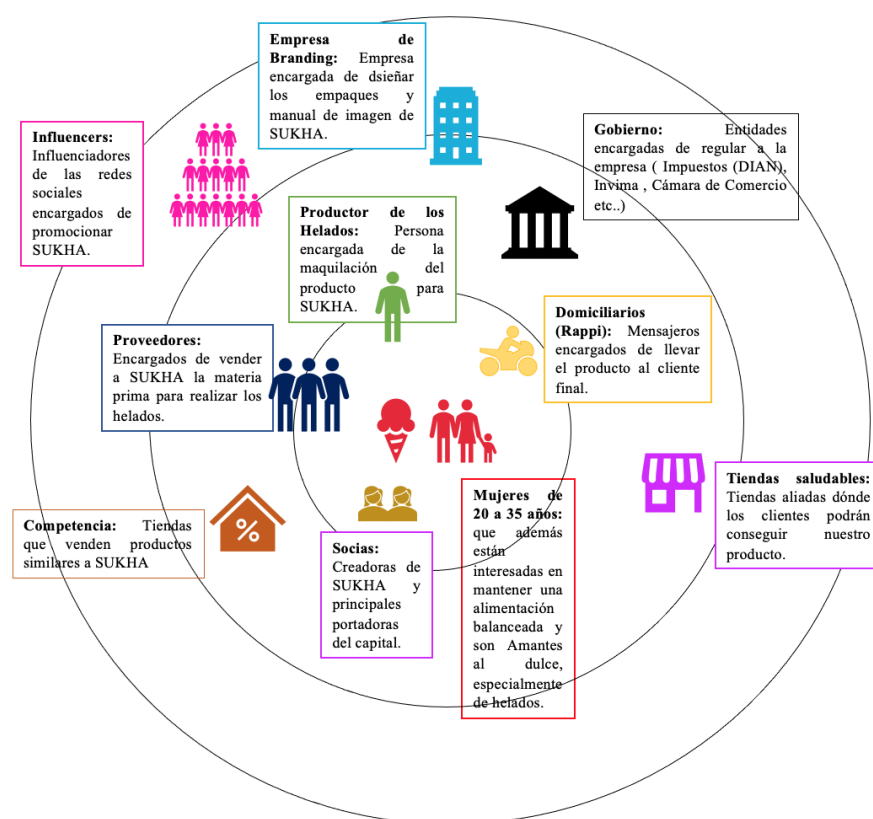 Empresa de
Branding: Empresa
encargada de dsieñar
los empaques y
manual de imagen de
SUKHA.
Influencers:
Influenciadores
de las redes
sociales
encargados de
promocionar
SUKHA.
Gobierno: Entidades
encargadas de regular a la
empresa ( Impuestos (DIAN),
Invima , Cámara de Comercio
etc..)
Productor de los
Helados: Persona
encargada de la
maquilación del
producto para
SUKHA.
Domiciliarios
(Rappi): Mensajeros
encargados de llevar
el producto al cliente
final.
Proveedores:
Encargados de vender
a SUKHA la materia
prima para realizar los
helados.
Tiendas saludables:
Tiendas aliadas dónde
los clientes podrán
conseguir nuestro
producto.
Competencia: Tiendas
que venden productos
similares a SUKHA
%
Socias:
Creadoras de
SUKHA y
principales
portadoras
del capital.
Mujeres de
20 a 35 años:
que además
están
interesadas en
mantener una
alimentación
balanceada y
son Amantes
al dulce,
especialmente
de helados.